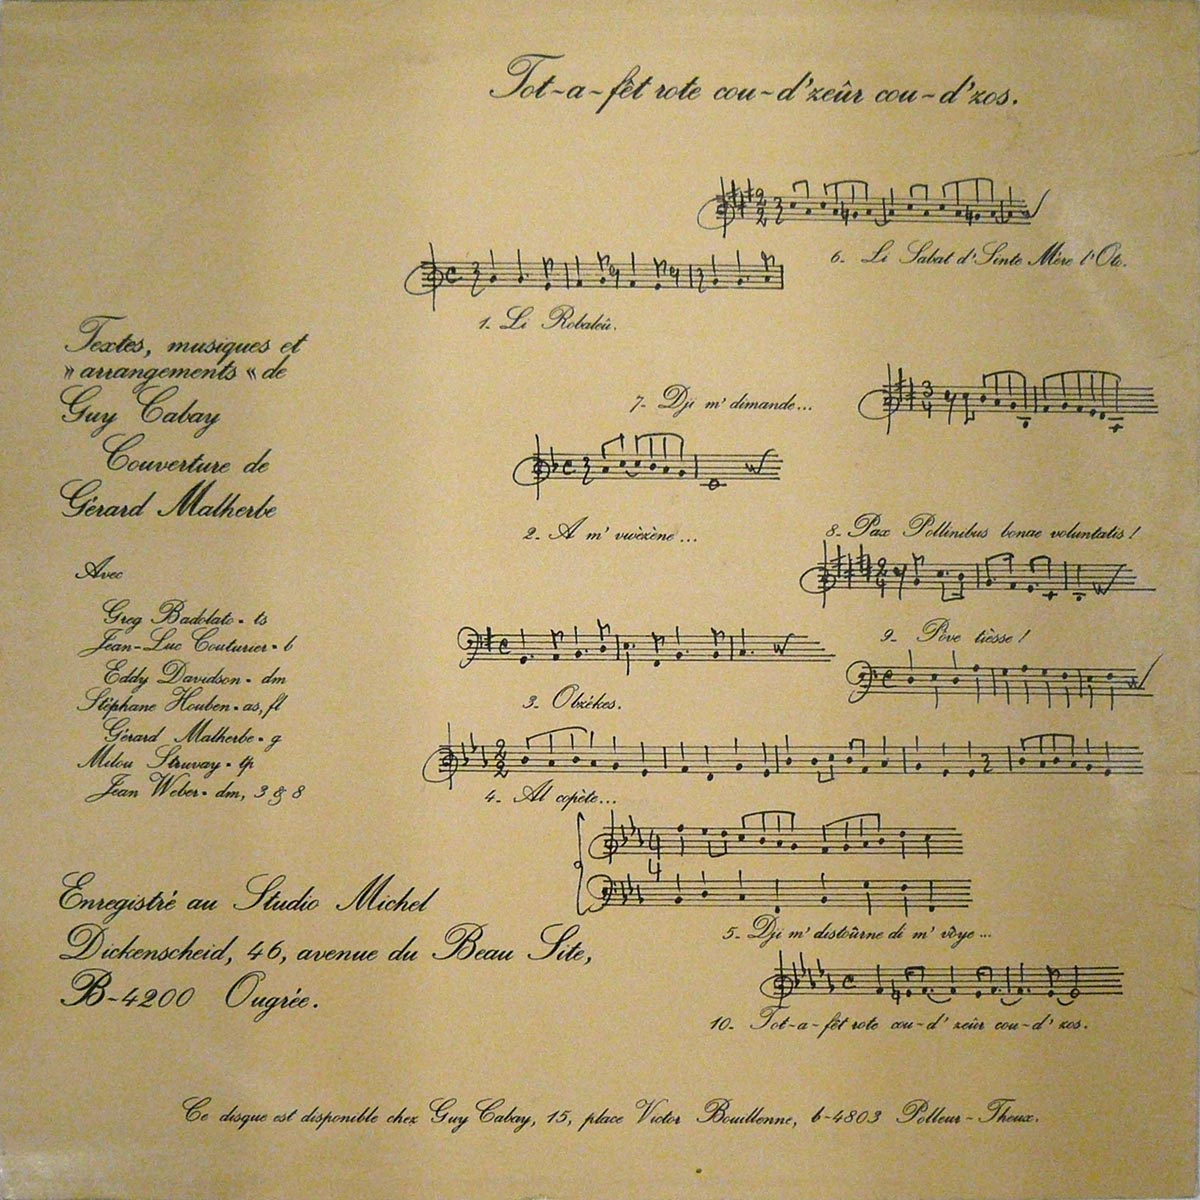 Tot-a-fêt rote cou-d'zeûr cou-d'zos.
6- Li Sabat d'Sinte Mère l'Ote.
1- Li Robaleû.
Textes, musiques et
» arrangements « de
Guy Cabay
Couverture de
Gérard Malherbe
7- Dji m' dimande...
2- A m' vwèzène ...
8- Pax Pollinibus bonae voluntatis !
Avec
Greg Badolato - ts
Jean-Luc Couturier - b
Eddy Davidson - dm
Stéphane Houben - as, fl
Gérard Malherbe - g
Milou Struvay - tp
Jean Weber - dm, 3 & 8
9- Pôve tièsse !
3- Obzèkes.
4- Al copète...
5- Dji m' distoûrne di m' vôye ...
10- Tot-a-fêt rote cou-d' zeûr cou-d' zos.
Enregistré au Studio Michel
Dickenscheid, 46, avenue du Beau Site,
B-4200 Ougrée.
Ce disque est disponible chez Guy Cabay, 15, place Victor Bouillenne, b-4803 Polleur-Theux.